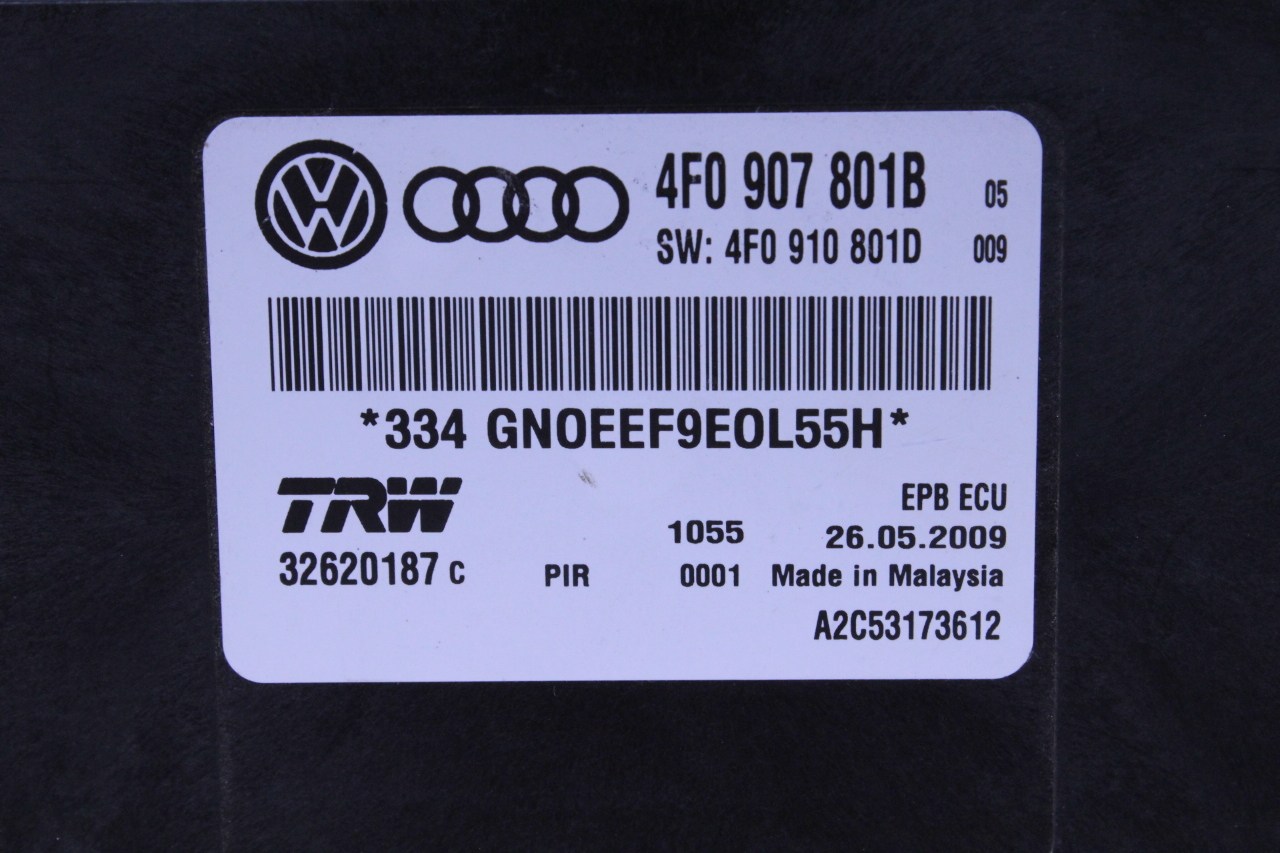 4F0 907 801B 05
SW: 4F0 910 801D 009
*334 GN0EEF9E0L55H*
TRW
EPB ECU
1055 26.05.2009
32620187 C PIR 0001 Made in Malaysia
A2C53173612